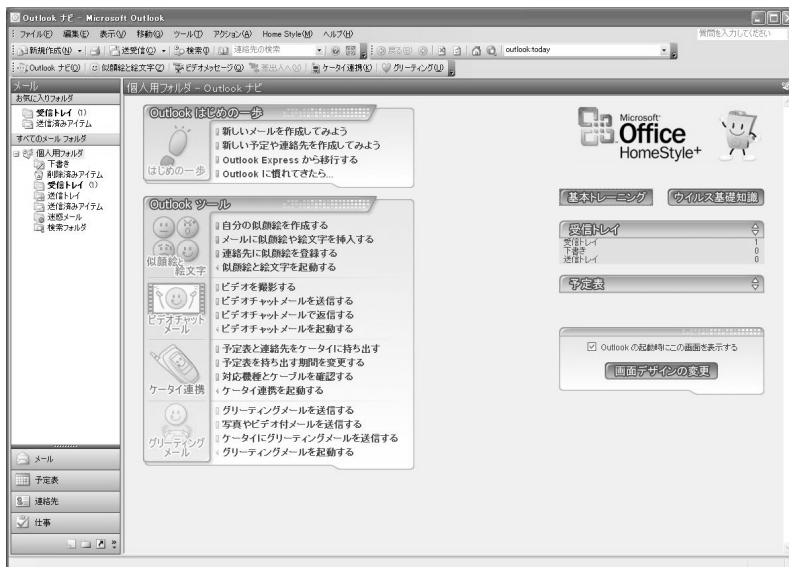 Outlook ナビ - Microsoft Outlook
ファイル(F) 編集(E) 表示(V) 移動(G) ツール(T) アクション(A) Home Style(M) ヘルプ(H)
質問を入力してください
新規作成(N) 送受信(C) 検索(I) 連絡先の検索 戻る(B) outlook:today
Outlook ナビ(O) 似顔絵と絵文字(Z) ビデオメッセージ(Q) 差出人へ(X) ケータイ連携(K) グリーティング(U)
メール
個人用フォルダ - Outlook ナビ
お気に入りフォルダ
受信トレイ (1)
送信済みアイテム
すべてのメール フォルダ
個人用フォルダ
下書き
削除済みアイテム
受信トレイ (1)
送信トレイ
送信済みアイテム
迷惑メール
検索フォルダ
メール
予定表
連絡先
仕事
Outlook はじめの一歩
はじめの一歩
新しいメールを作成してみよう
新しい予定や連絡先を作成してみよう
Outlook Express から移行する
Outlook に慣れてきたら...
Outlook ツール
似顔絵と
絵文字
自分の似顔絵を作成する
メールに似顔絵や絵文字を挿入する
連絡先に似顔絵を登録する
似顔絵と絵文字を起動する
ビデオチャット
メール
ビデオを撮影する
ビデオチャットメールを送信する
ビデオチャットメールで返信する
ビデオチャットメールを起動する
ケータイ連携
予定表と連絡先をケータイに持ち出す
予定表を持ち出す期間を変更する
対応機種とケーブルを確認する
ケータイ連携を起動する
グリーティング
メール
グリーティングメールを送信する
写真やビデオ付メールを送信する
ケータイにグリーティングメールを送信する
グリーティングメールを起動する
Microsoft
Office
HomeStyle+
基本トレーニング ウイルス基礎知識
受信トレイ
受信トレイ 1
下書き 0
送信トレイ 0
予定表
Outlook の起動時にこの画面を表示する
画面デザインの変更